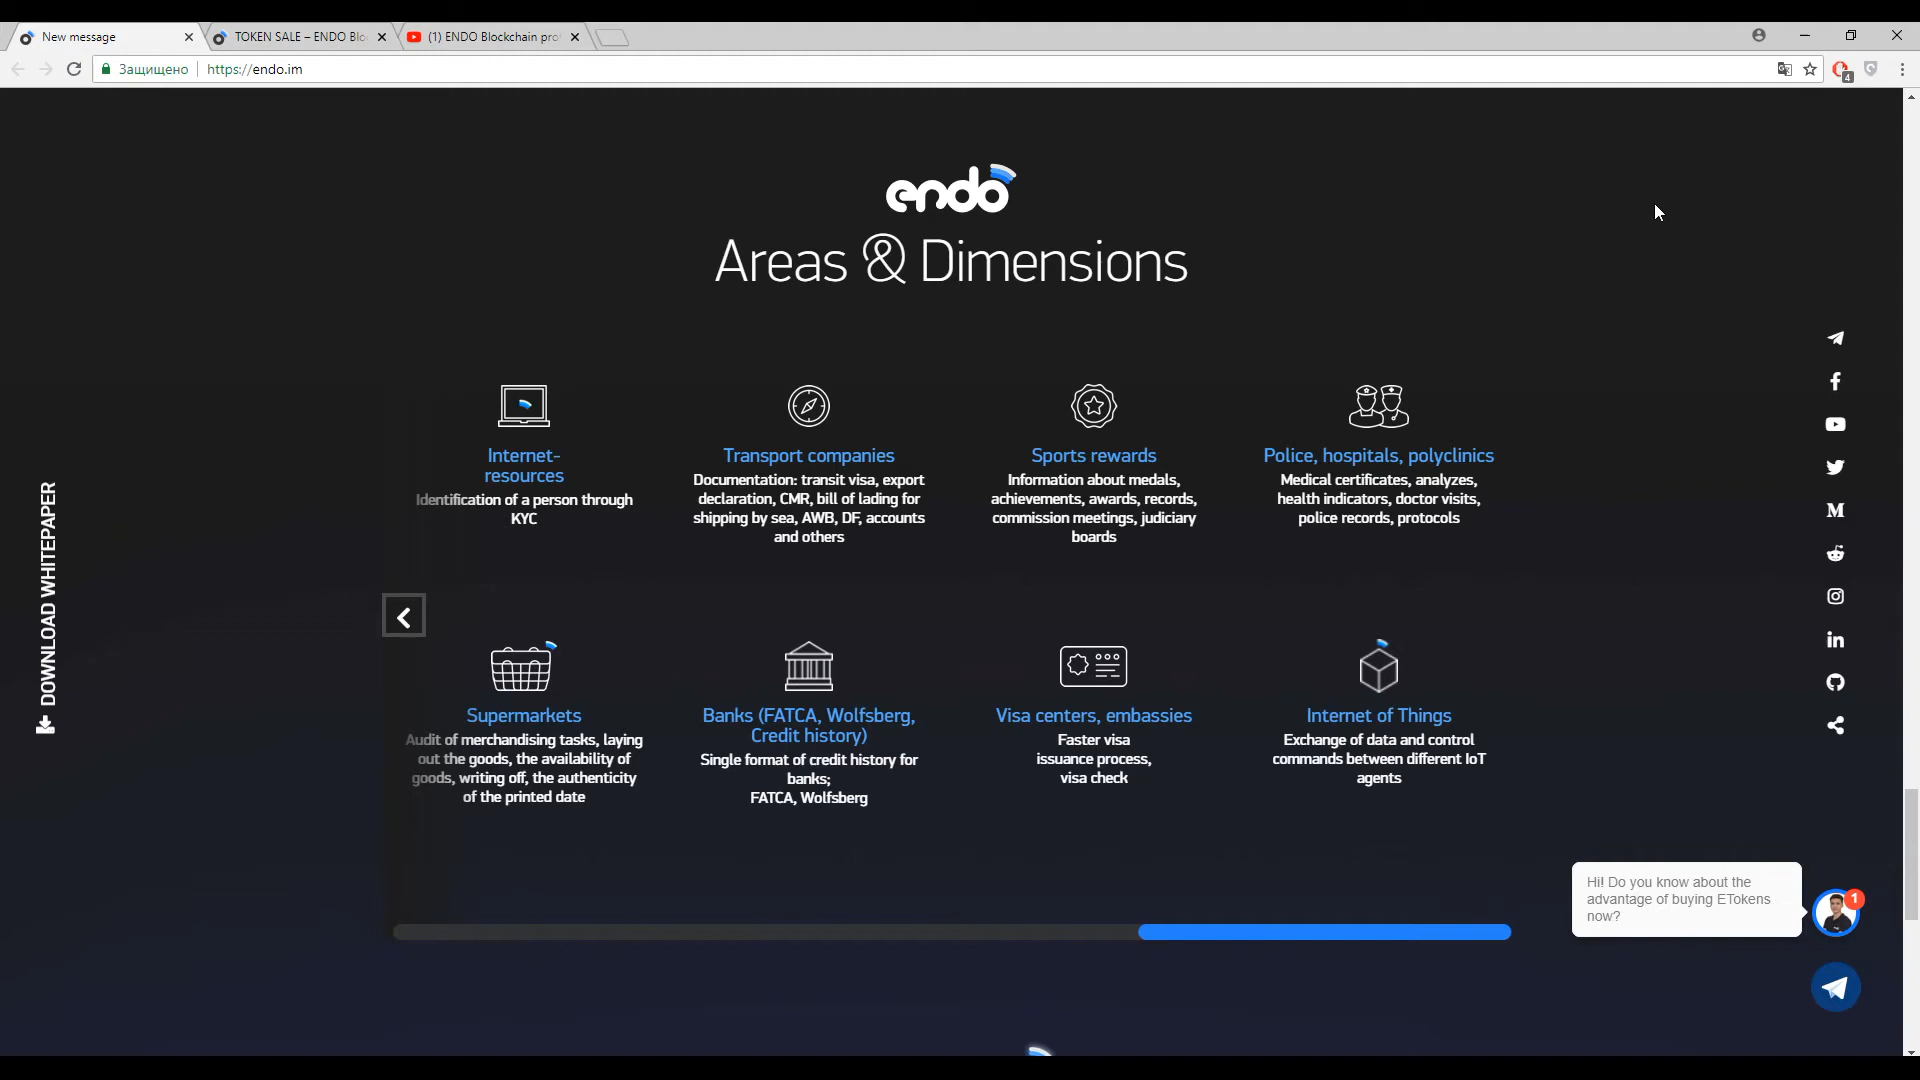 New message
TOKEN SALE – ENDO Blo
(1) ENDO Blockchain pro
Защищено
https://endo.im
4
endo
Areas & Dimensions
Internet-
resources
Identification of a person through
KYC
Transport companies
Documentation: transit visa, export
declaration, CMR, bill of lading for
shipping by sea, AWB, DF, accounts
and others
Sports rewards
Information about medals,
achievements, awards, records,
commission meetings, judiciary
boards
Police, hospitals, polyclinics
Medical certificates, analyzes,
health indicators, doctor visits,
police records, protocols
DOWNLOAD WHITEPAPER
Supermarkets
Audit of merchandising tasks, laying
out the goods, the availability of
goods, writing off, the authenticity
of the printed date
Banks (FATCA, Wolfsberg,
Credit history)
Single format of credit history for
banks;
FATCA, Wolfsberg
Visa centers, embassies
Faster visa
issuance process,
visa check
Internet of Things
Exchange of data and control
commands between different IoT
agents
Hi! Do you know about the
advantage of buying ETokens
now?
1